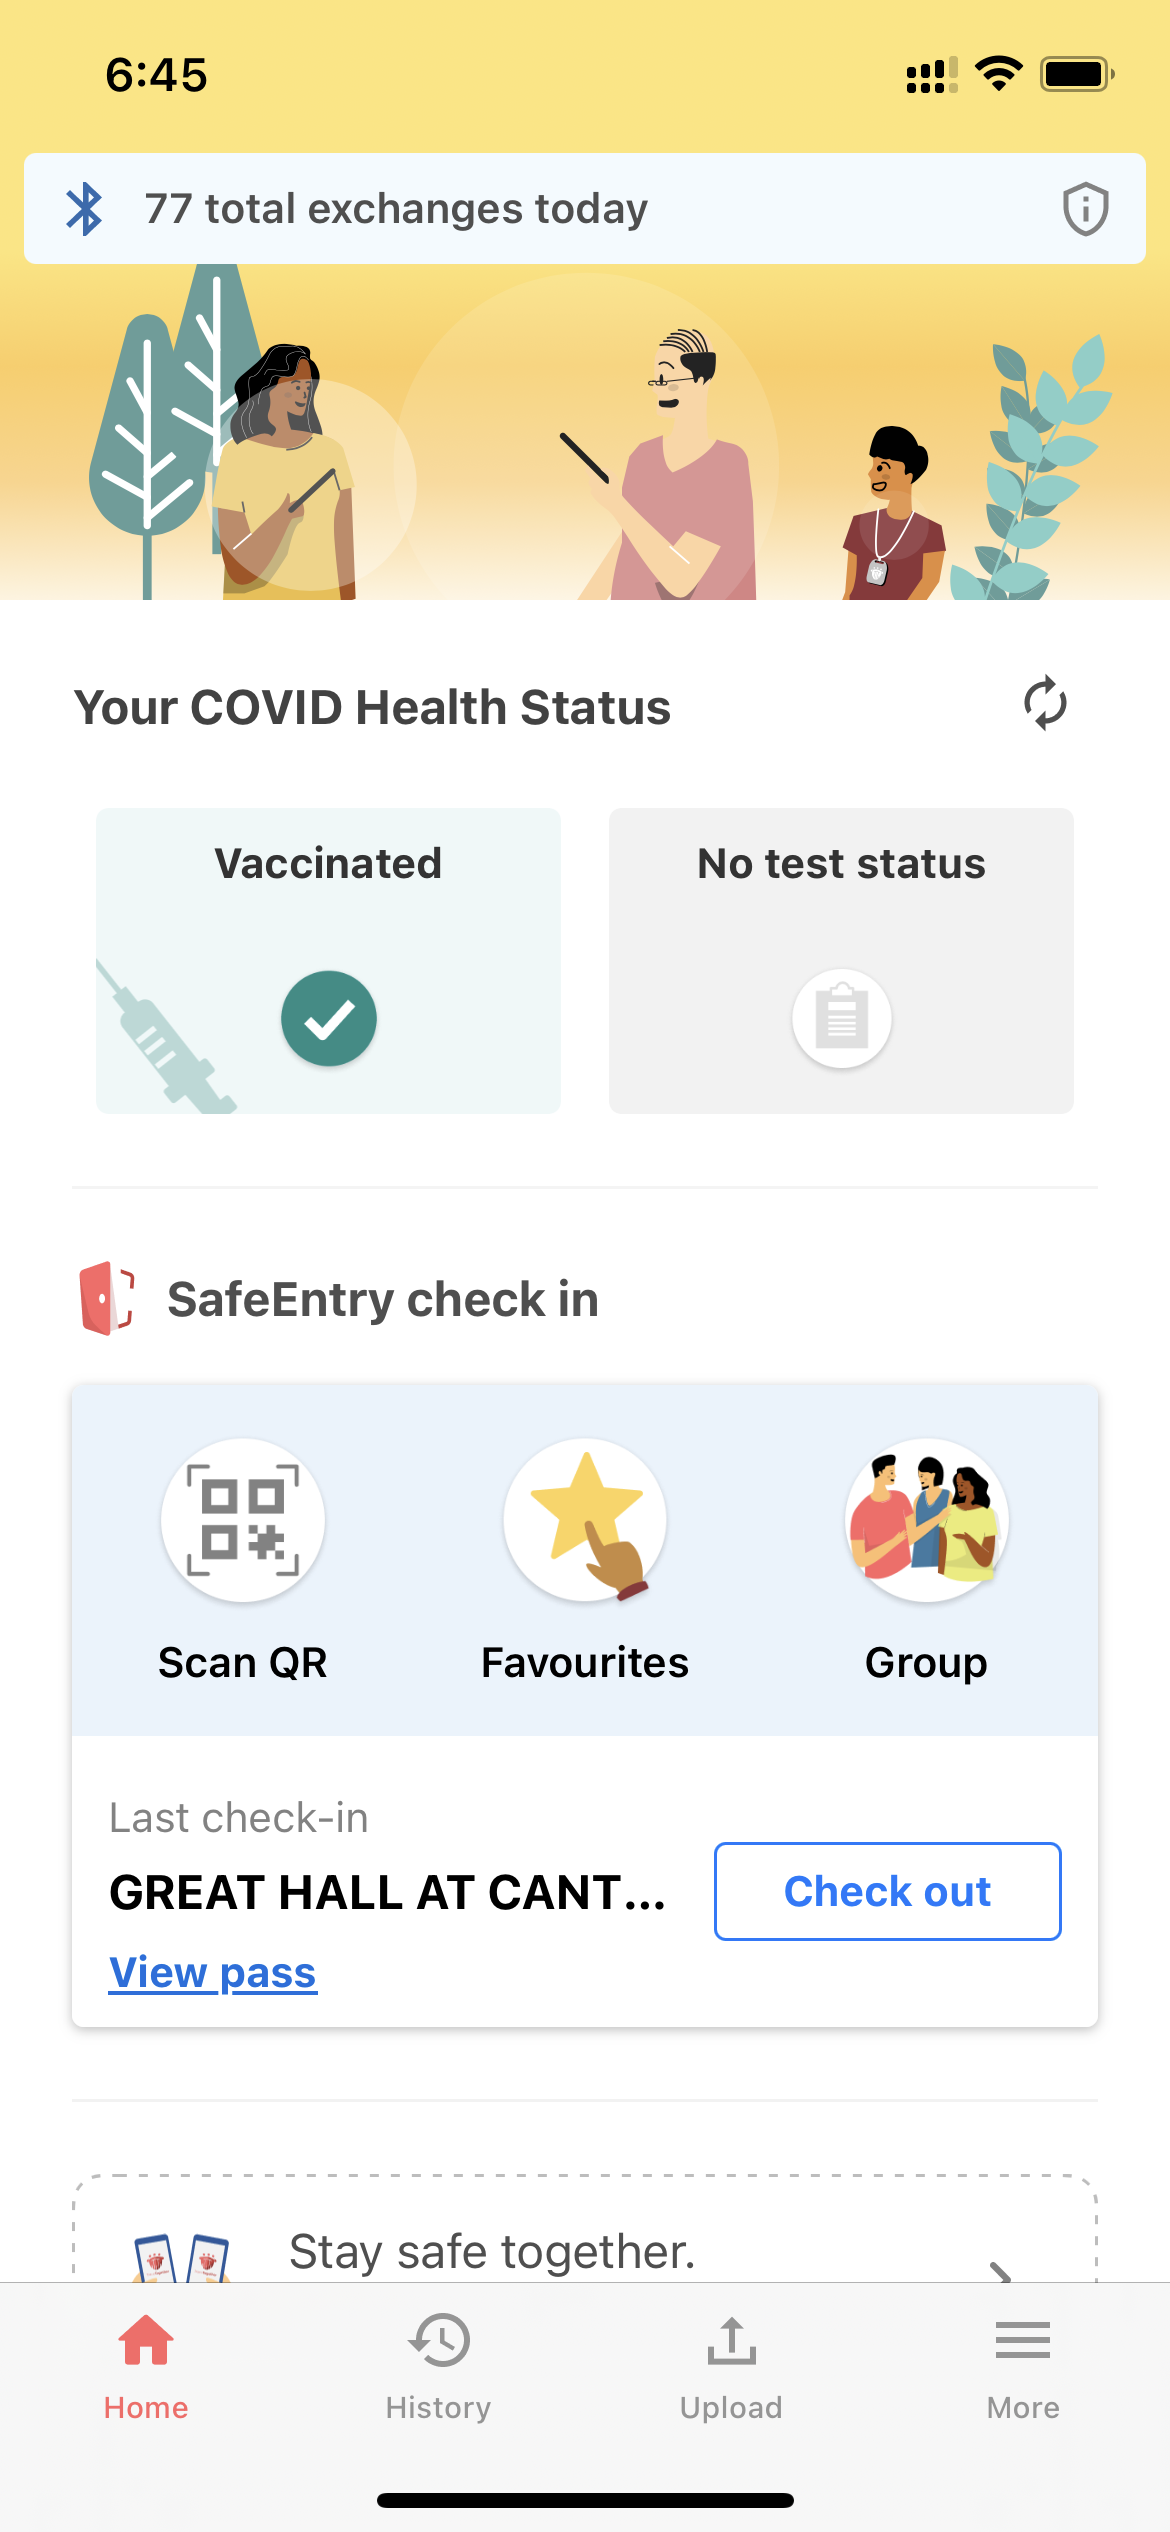 6:45
77 total exchanges today
Your COVID Health Status
Vaccinated
No test status
SafeEntry check in
Scan QR
Favourites
Group
Last check-in
GREAT HALL AT CANT...
Check out
View pass
Stay safe together.
Home
History
Upload
More